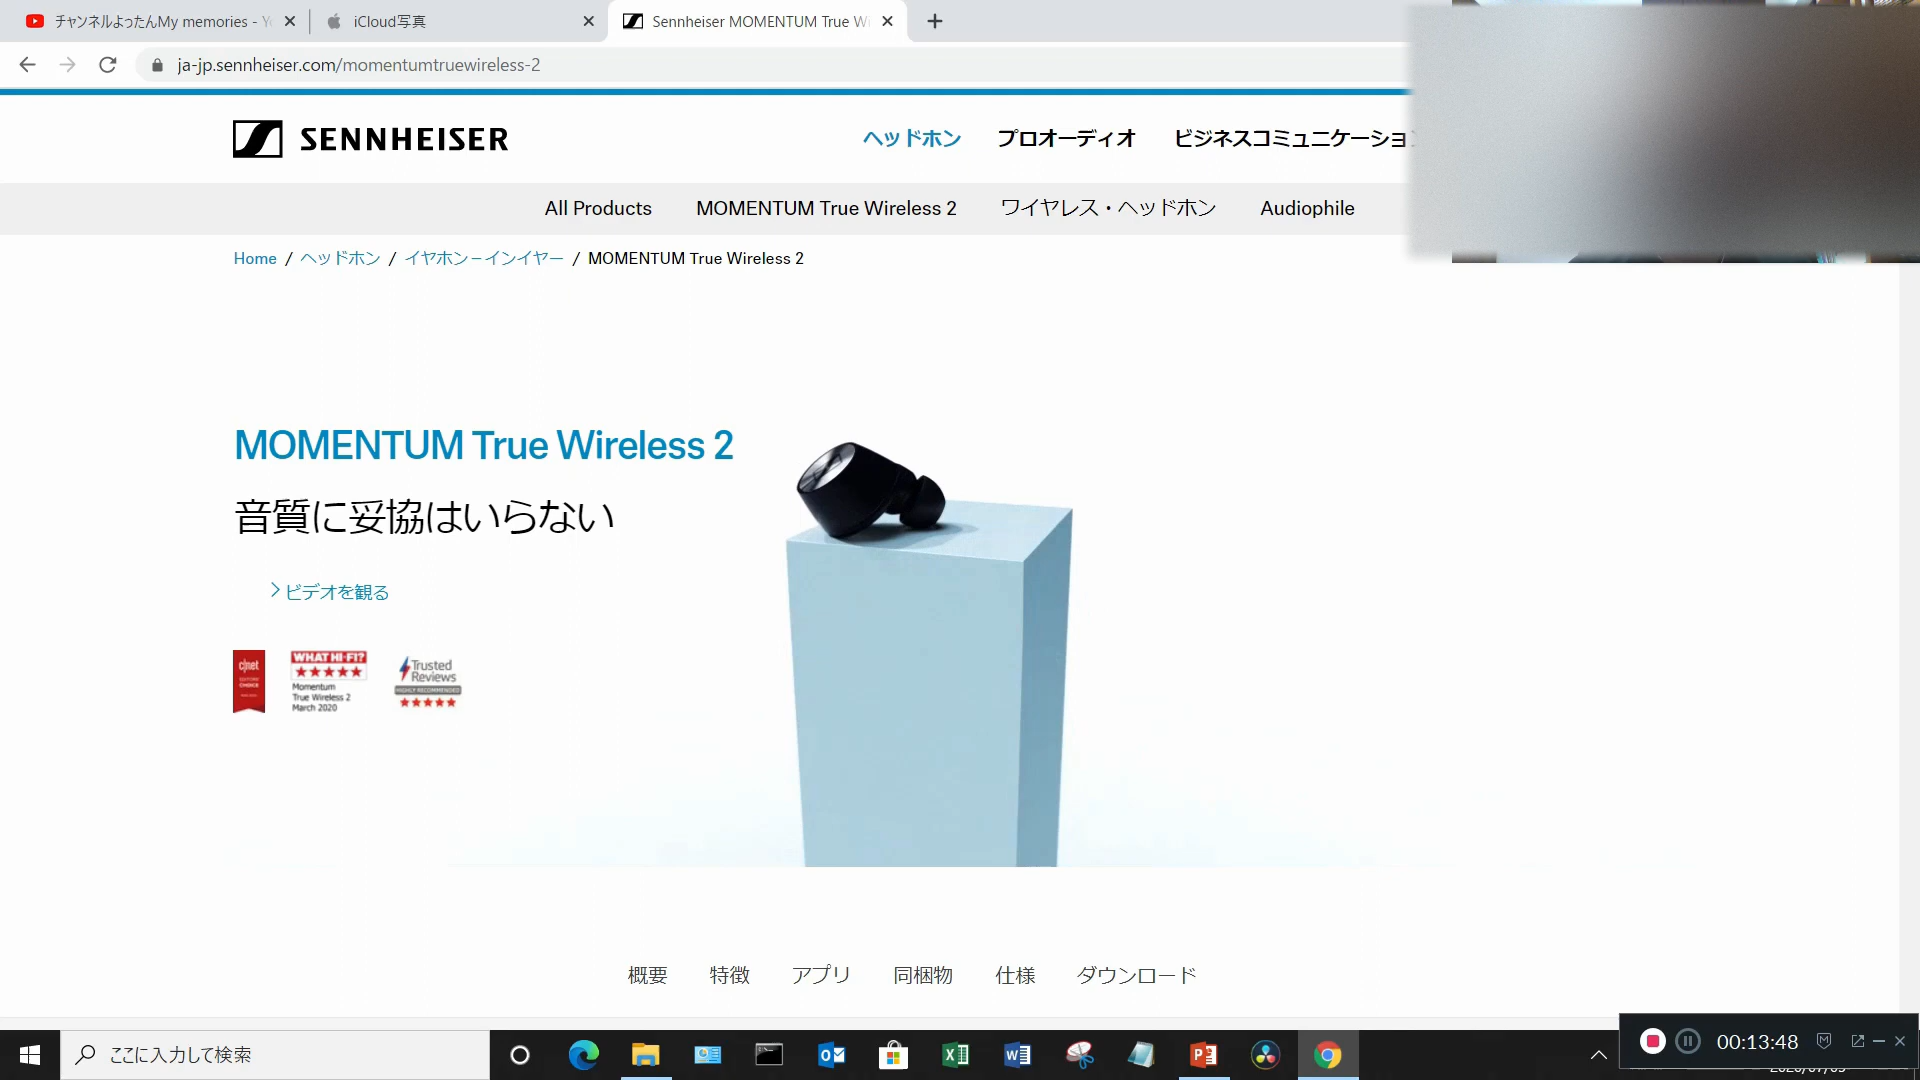 チャンネルよったんMy memories -
iCloud写真
Sennheiser MOMENTUM True Wi
ja-jp.sennheiser.com/momentumtruewireless-2
SENNHEISER
ヘッドホン
プロオーディオ
ビジネスコミュニケーション
All Products
MOMENTUM True Wireless 2
ワイヤレス・ヘッドホン
Audiophile
Home / ヘッドホン / イヤホン－インイヤー / MOMENTUM True Wireless 2
MOMENTUM True Wireless 2
音質に妥協はいらない
ビデオを観る
c|net
EDITORS'
CHOICE
WHAT HI-FI?
Momentum
True Wireless 2
March 2020
Trusted
Reviews
HIGHLY RECOMMENDED
概要
特徴
アプリ
同梱物
仕様
ダウンロード
ここに入力して検索
00:13:48